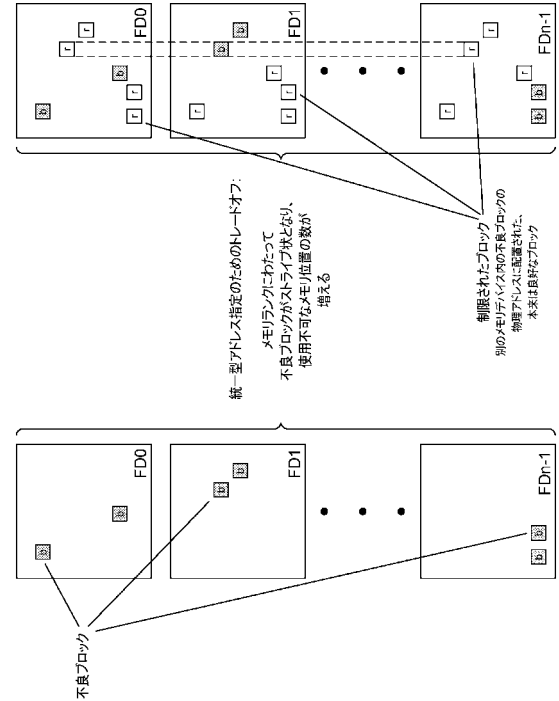 不良ブロック
b
b
FD0
b
b
FD1
b b
FDn-1
統一型アドレス指定のためのトレードオフ:
メモリランクにわたって
不良ブロックがストライプ状となり、
使用不可なメモリ位置の数が
増える
制限されたブロック
別のメモリデバイス内の不良ブロックの
物理アドレスに配置された、
本来は良好なブロック
b
r
r
b
r r
FD0
r
b
b
r
r r
FD1
r
r
r
r
b b
FDn-1